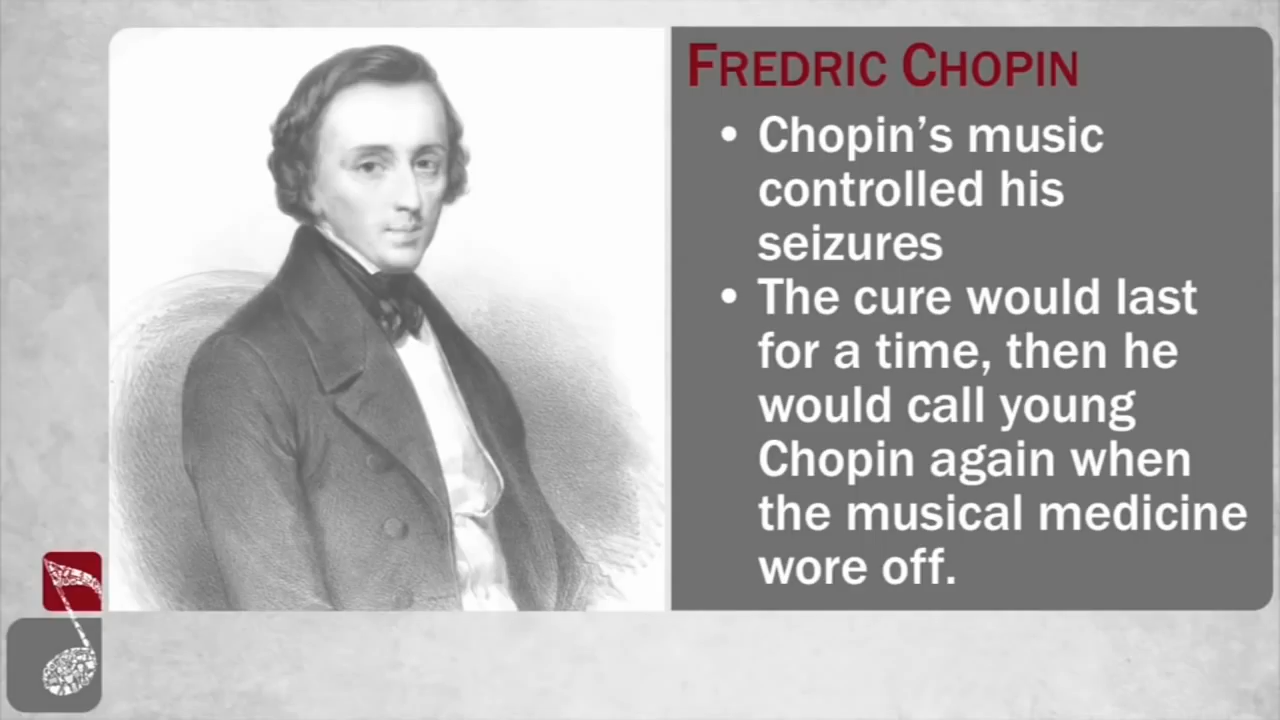 FREDRIC CHOPIN
• Chopin's music
controlled his
seizures
• The cure would last
for a time, then he
would call young
Chopin again when
the musical medicine
wore off.